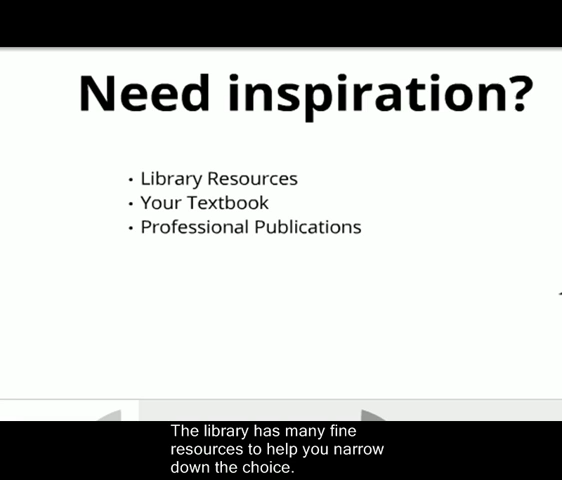 Need inspiration?
· Library Resources
· Your Textbook
· Professional Publications
The library has many fine
resources to help you narrow
down the choice.